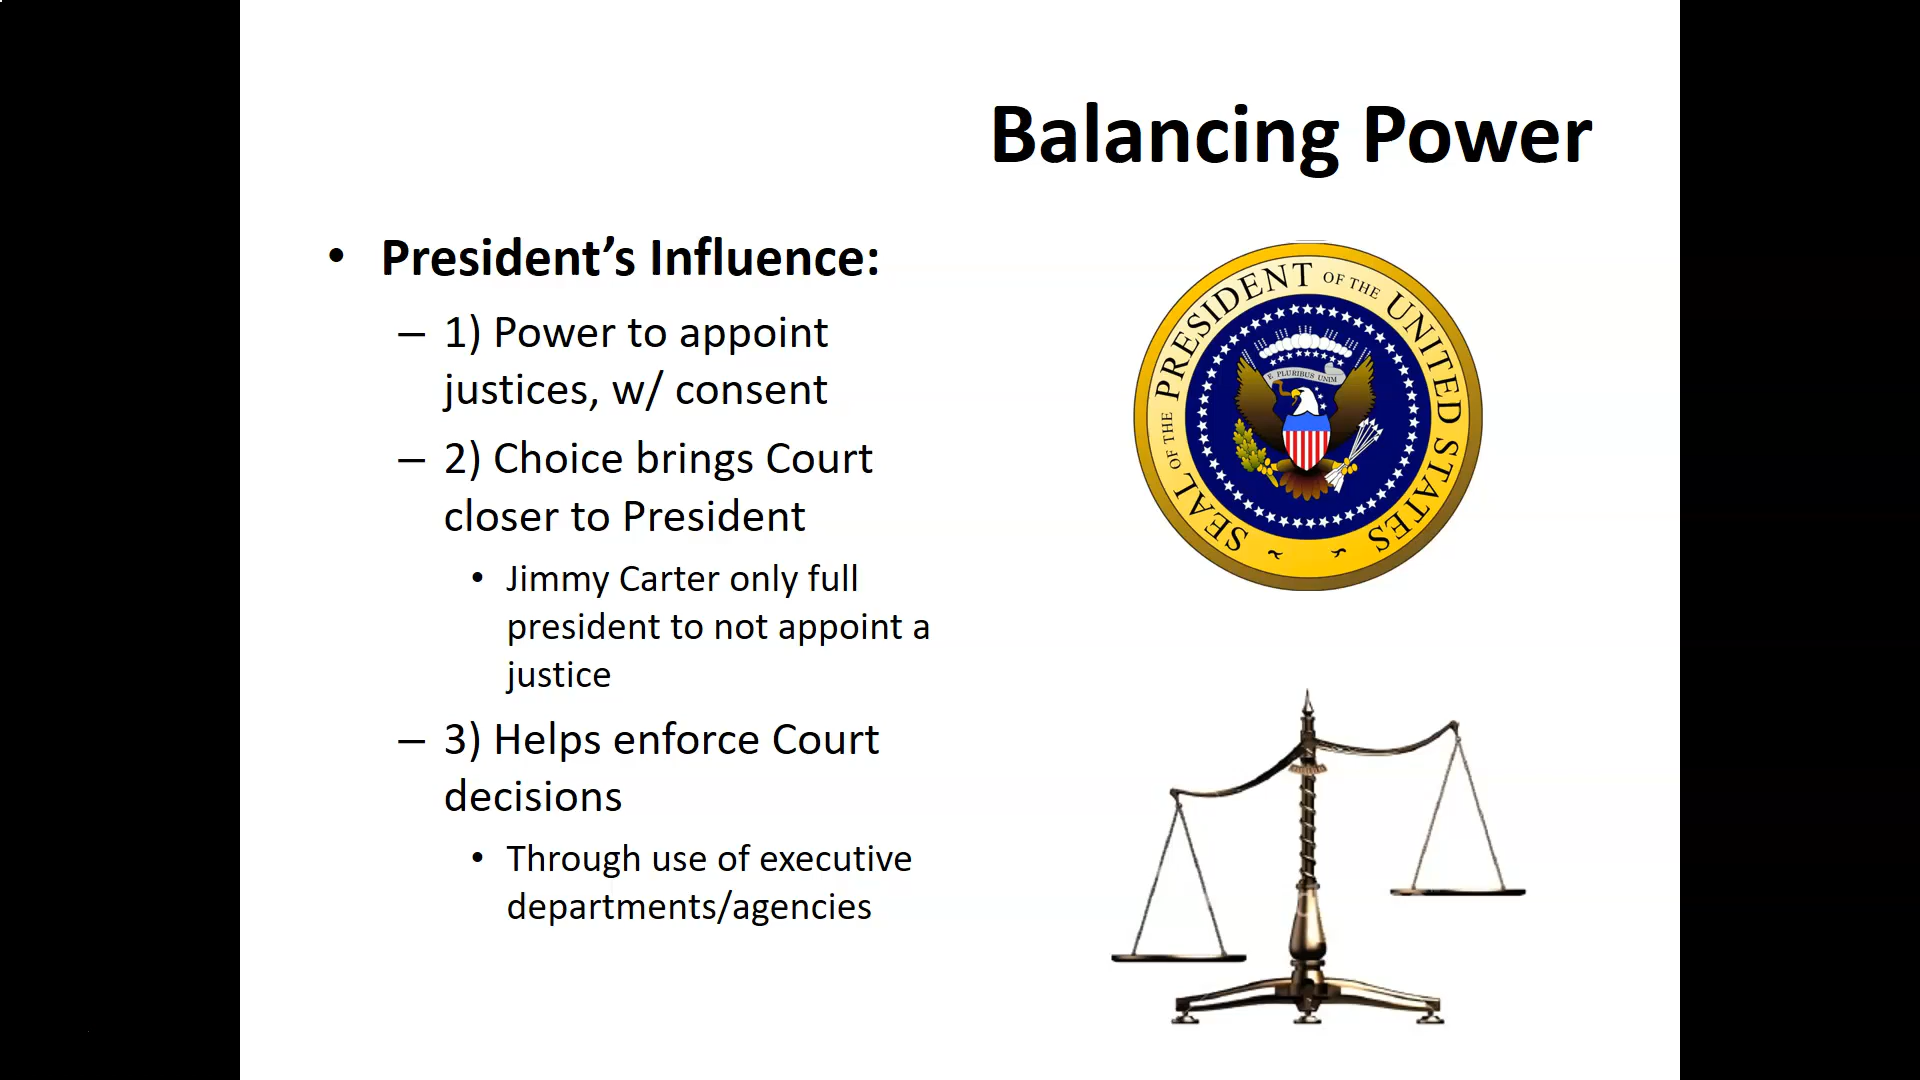 Balancing Power
• President’s Influence:
– 1) Power to appoint
justices, w/ consent
– 2) Choice brings Court
closer to President
• Jimmy Carter only full
president to not appoint a
justice
– 3) Helps enforce Court
decisions
• Through use of executive
departments/agencies
SEAL OF THE PRESIDENT OF THE UNITED STATES
E PLURIBUS UNIM